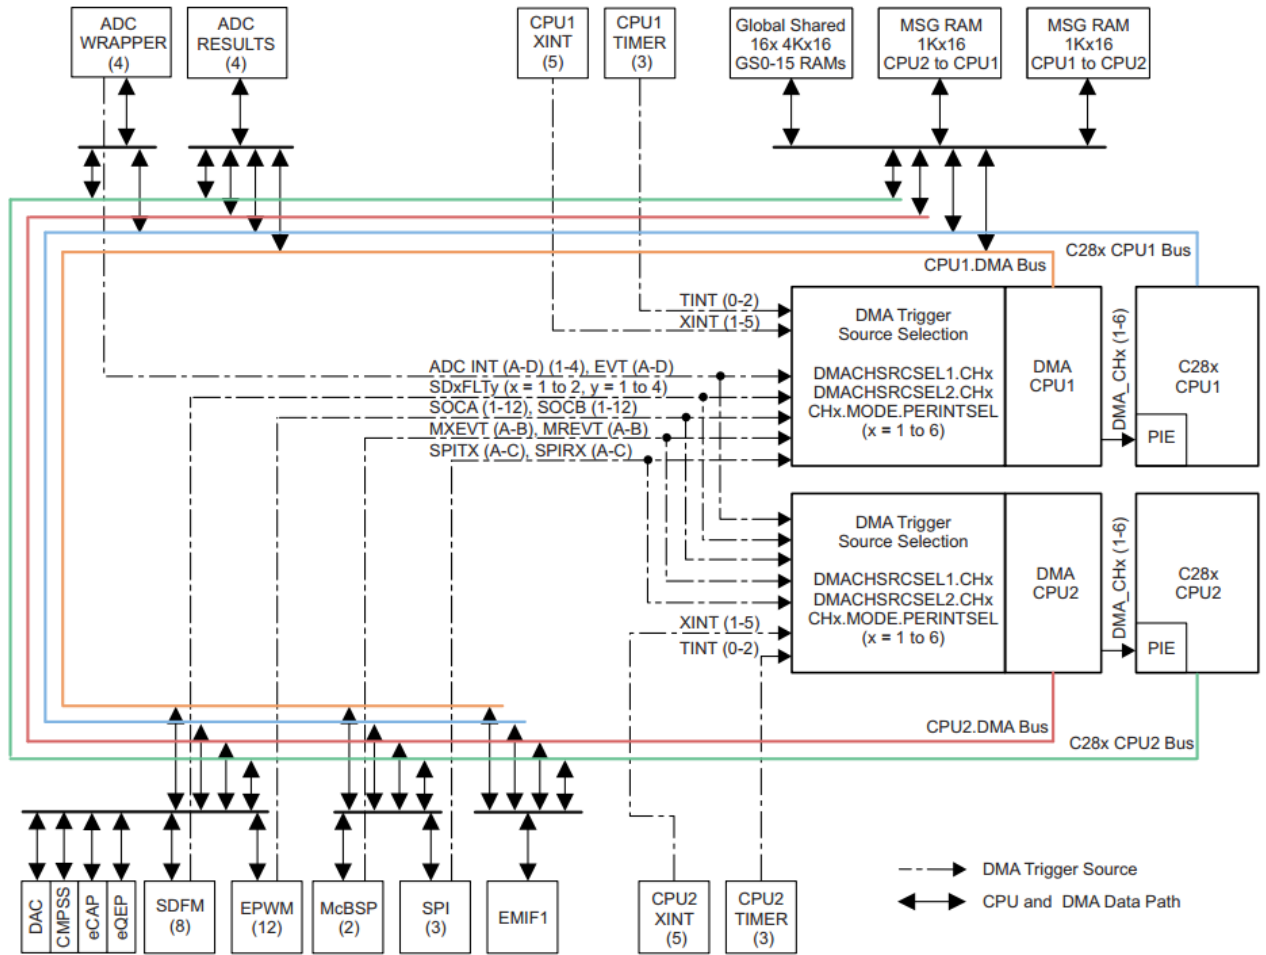 ADC
WRAPPER
(4)
ADC
RESULTS
(4)
CPU1
XINT
(5)
CPU1
TIMER
(3)
Global Shared
16x 4Kx16
GS0-15 RAMs
MSG RAM
1Kx16
CPU2 to CPU1
MSG RAM
1Kx16
CPU1 to CPU2
C28x CPU1 Bus
CPU1.DMA Bus
TINT (0-2)
XINT (1-5)
ADC INT (A-D) (1-4), EVT (A-D)
SDxFLTy (x = 1 to 2, y = 1 to 4)
SOCA (1-12), SOCB (1-12)
MXEVT (A-B), MREVT (A-B)
SPITX (A-C), SPIRX (A-C)
DMA Trigger
Source Selection
DMACHSRCSEL1.CHx
DMACHSRCSEL2.CHx
CHx.MODE.PERINTSEL
(x = 1 to 6)
DMA
CPU1
DMA_CHx (1-6)
C28x
CPU1
PIE
DMA Trigger
Source Selection
DMACHSRCSEL1.CHx
DMACHSRCSEL2.CHx
CHx.MODE.PERINTSEL
(x = 1 to 6)
DMA
CPU2
DMA_CHx (1-6)
C28x
CPU2
PIE
XINT (1-5)
TINT (0-2)
CPU2.DMA Bus
C28x CPU2 Bus
DAC
CMPSS
eCAP
eQEP
SDFM
(8)
EPWM
(12)
McBSP
(2)
SPI
(3)
EMIF1
CPU2
XINT
(5)
CPU2
TIMER
(3)
DMA Trigger Source
CPU and DMA Data Path